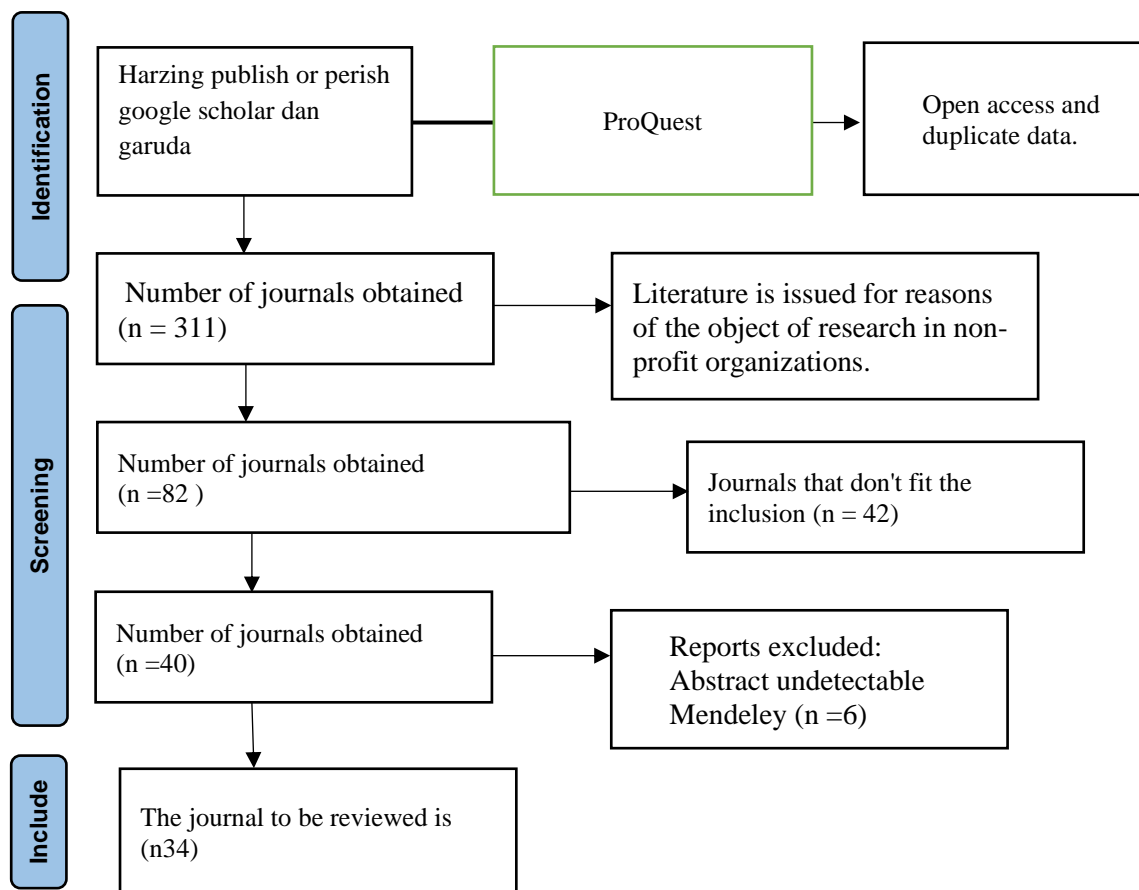 Identification
Harzing publish or perish
google scholar dan
garuda
ProQuest
Open access and
duplicate data.
Number of journals obtained
(n = 311)
Literature is issued for reasons
of the object of research in non-
profit organizations.
Screening
Number of journals obtained
(n =82 )
Journals that don't fit the
inclusion (n = 42)
Number of journals obtained
(n =40)
Reports excluded:
Abstract undetectable
Mendeley (n =6)
Include
The journal to be reviewed is
(n34)